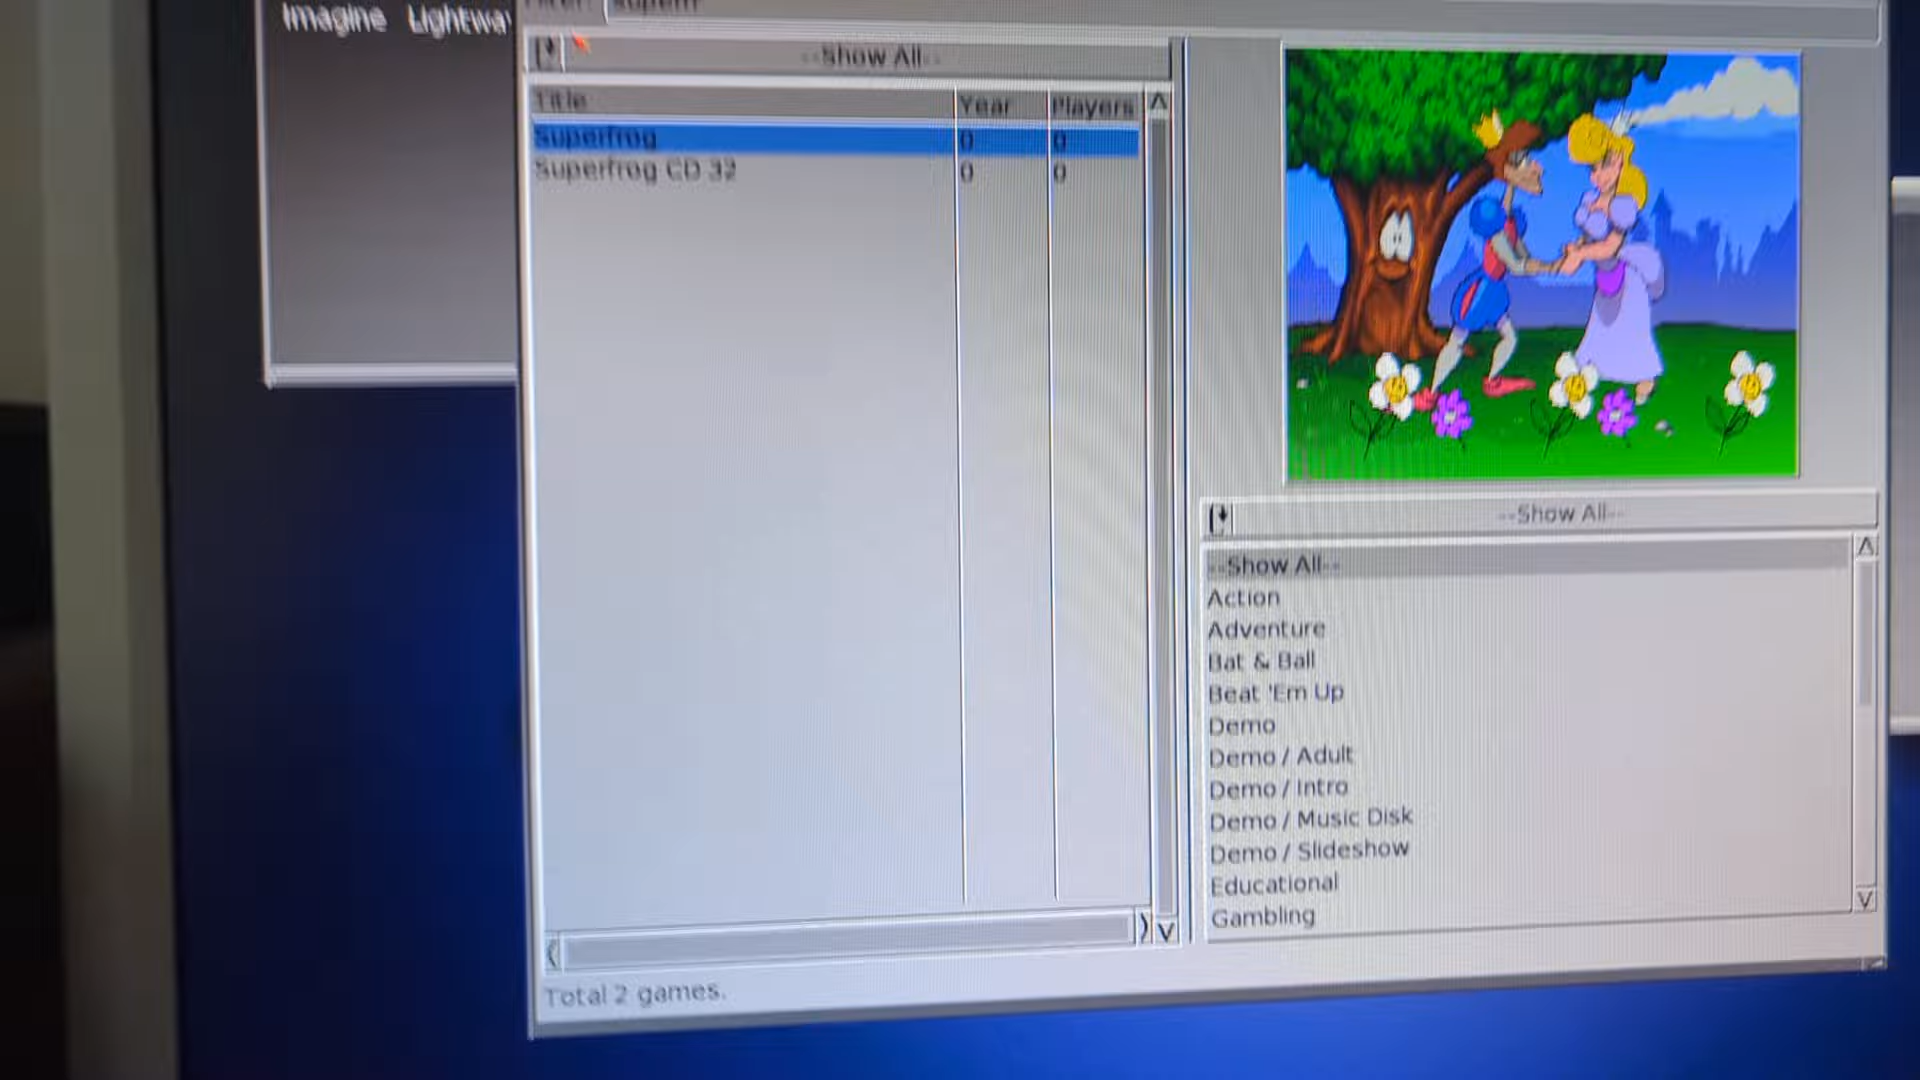 Imagine Lightwa
--Show All--
Title Year Players
Superfrog 0 0
Superfrog CD 32 0 0
Total 2 games.
--Show All--
--Show All--
Action
Adventure
Bat & Ball
Beat 'Em Up
Demo
Demo / Adult
Demo / Intro
Demo / Music Disk
Demo / Slideshow
Educational
Gambling